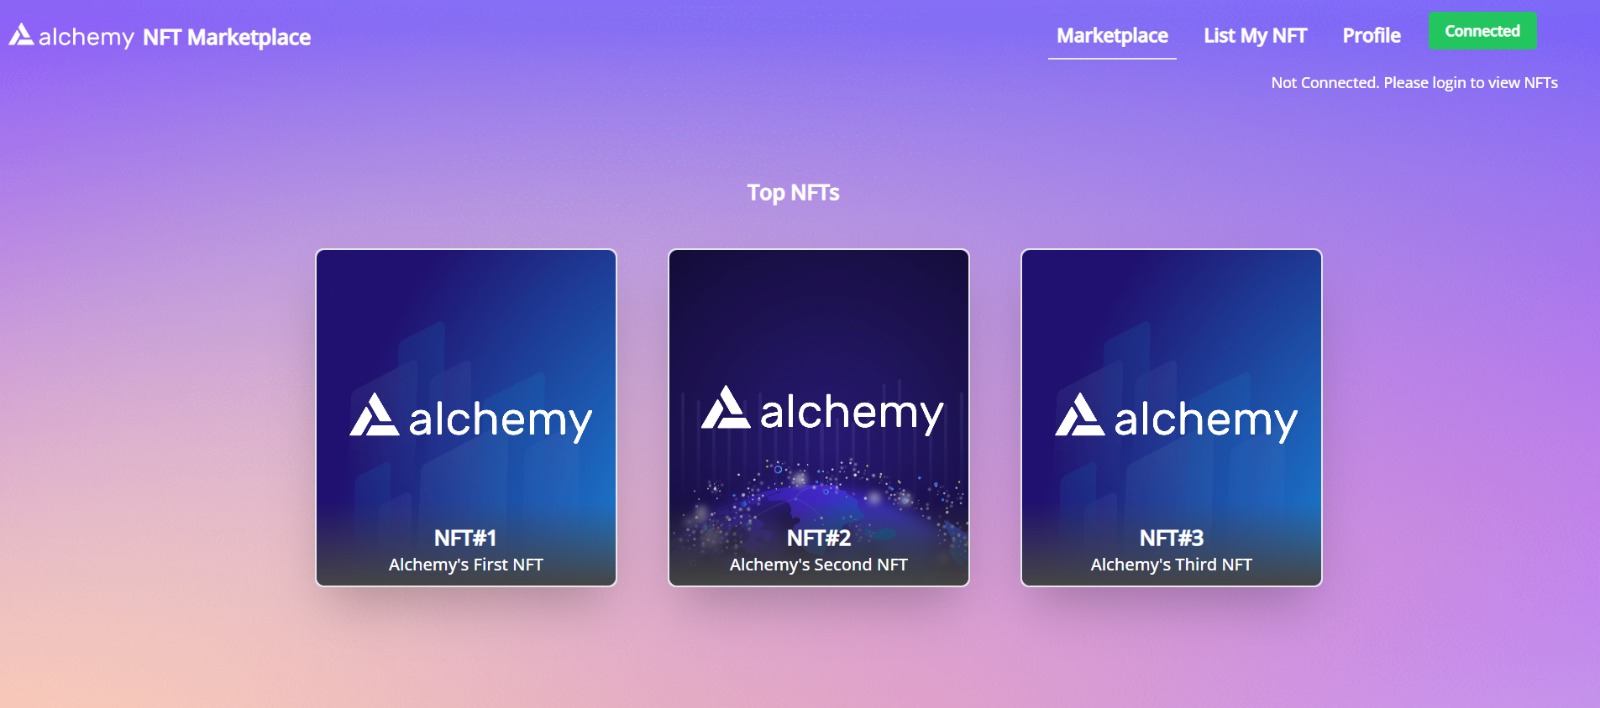 alchemy NFT Marketplace
Marketplace List My NFT Profile Connected
Not Connected. Please login to view NFTs
Top NFTs
alchemy
NFT#1
Alchemy's First NFT
alchemy
NFT#2
Alchemy's Second NFT
alchemy
NFT#3
Alchemy's Third NFT